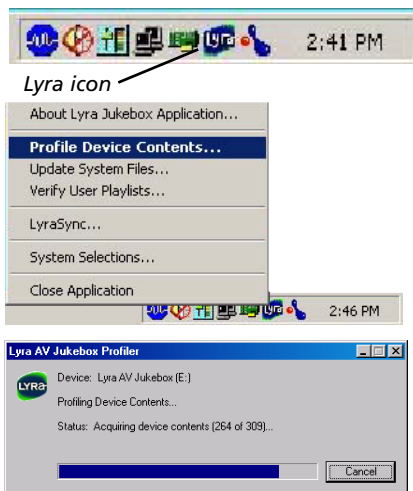 2:41 PM
Lyra icon
About Lyra Jukebox Application...
Profile Device Contents...
Update System Files...
Verify User Playlists...
LyraSync...
System Selections...
Close Application
2:46 PM
Lyra AV Jukebox Profiler
LYRA
Device: Lyra AV Jukebox (E:)
Profiling Device Contents...
Status: Acquiring device contents (264 of 309)...
Cancel